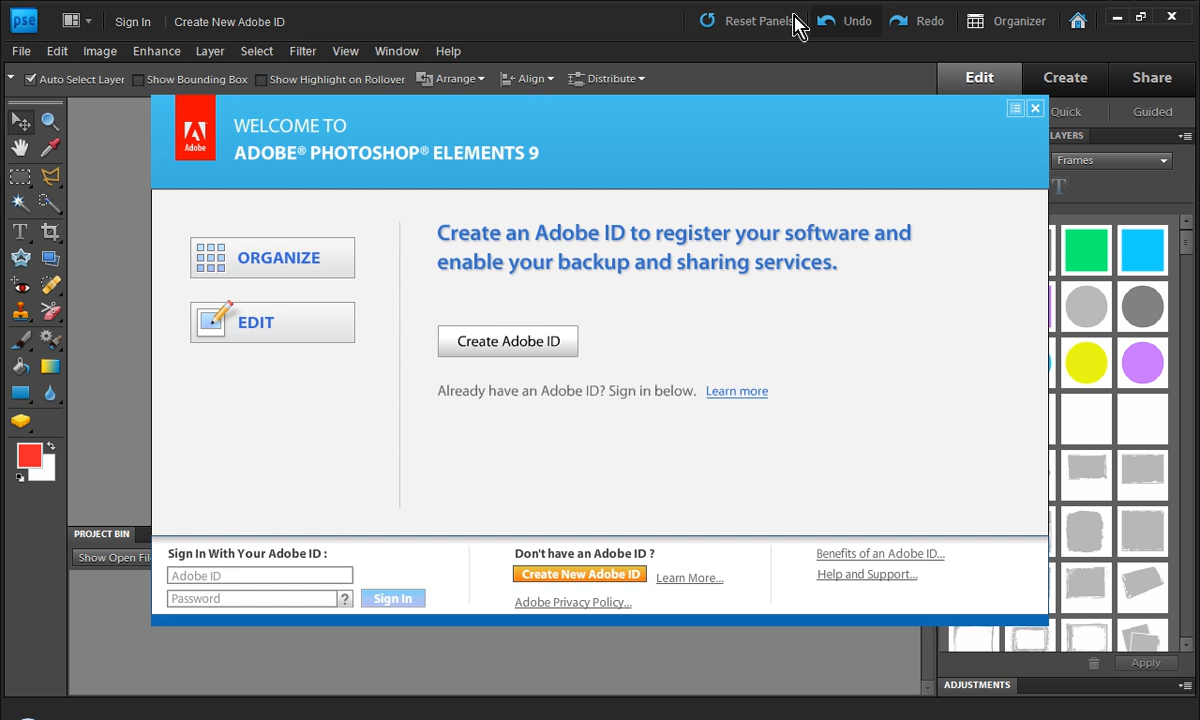 pse
Sign In
Create New Adobe ID
Reset Panels
Undo
Redo
Organizer
File Edit Image Enhance Layer Select Filter View Window Help
Auto Select Layer
Show Bounding Box
Show Highlight on Rollover
Arrange
Align
Distribute
Edit
Create
Share
Quick
Guided
LAYERS
Frames
Adobe
WELCOME TO
ADOBE® PHOTOSHOP® ELEMENTS 9
ORGANIZE
EDIT
Create an Adobe ID to register your software and
enable your backup and sharing services.
Create Adobe ID
Already have an Adobe ID? Sign in below. Learn more
PROJECT BIN
Show Open Fil
Sign In With Your Adobe ID :
Adobe ID
Password
?
Sign In
Don't have an Adobe ID ?
Create New Adobe ID
Learn More...
Adobe Privacy Policy...
Benefits of an Adobe ID...
Help and Support...
Apply
ADJUSTMENTS